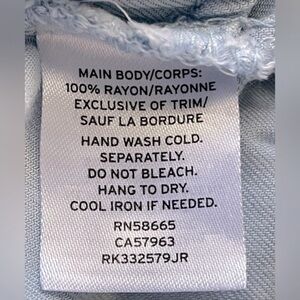 MAIN BODY/CORPS:
100% RAYON/RAYONNE
EXCLUSIVE OF TRIM/
SAUF LA BORDURE
HAND WASH COLD.
SEPARATELY.
DO NOT BLEACH.
HANG TO DRY.
COOL IRON IF NEEDED.
RN58665
CA57963
RK332579JR